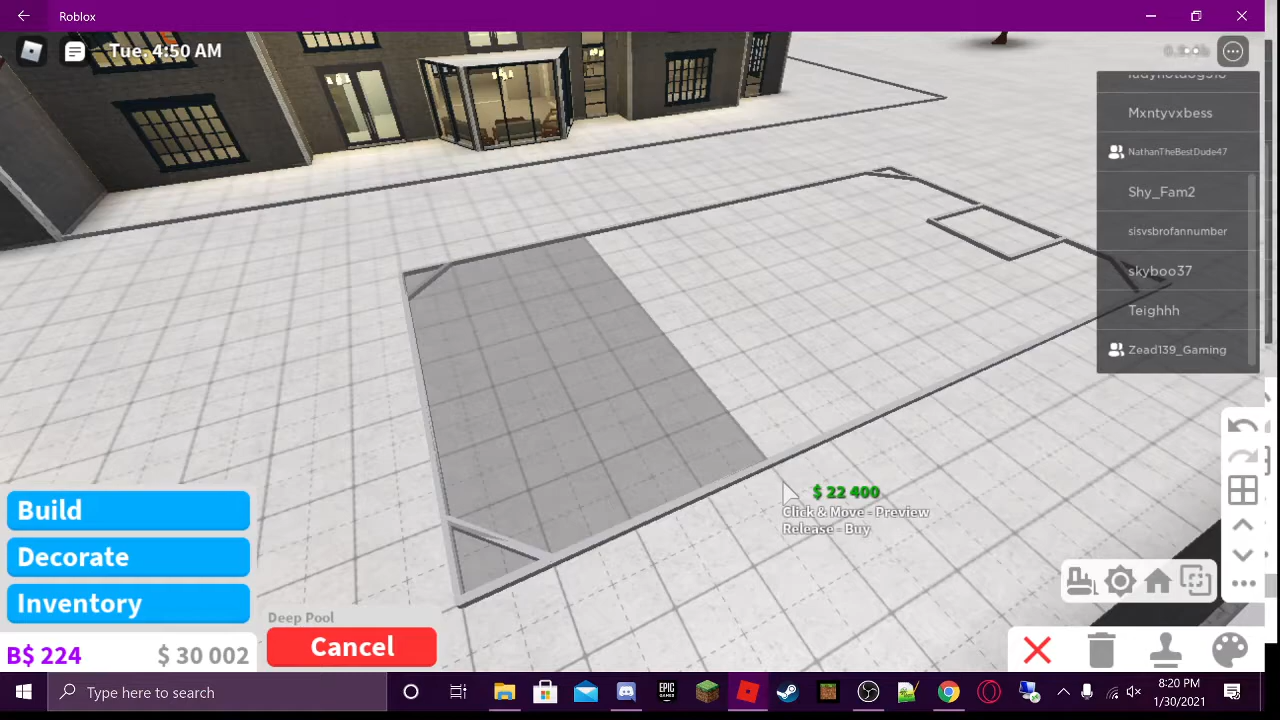 Roblox
Tue. 4:50 AM
Mxntyvxbess
NathanTheBestDude47
Shy_Fam2
sisvsbrofannumber
skyboo37
Teighhh
Zead139_Gaming
$ 22 400
Click & Move - Preview
Release - Buy
Build
Decorate
Inventory
Deep Pool
Cancel
B$ 224
$ 30 002
Type here to search
EPIC GAMES
8:20 PM
1/30/2021